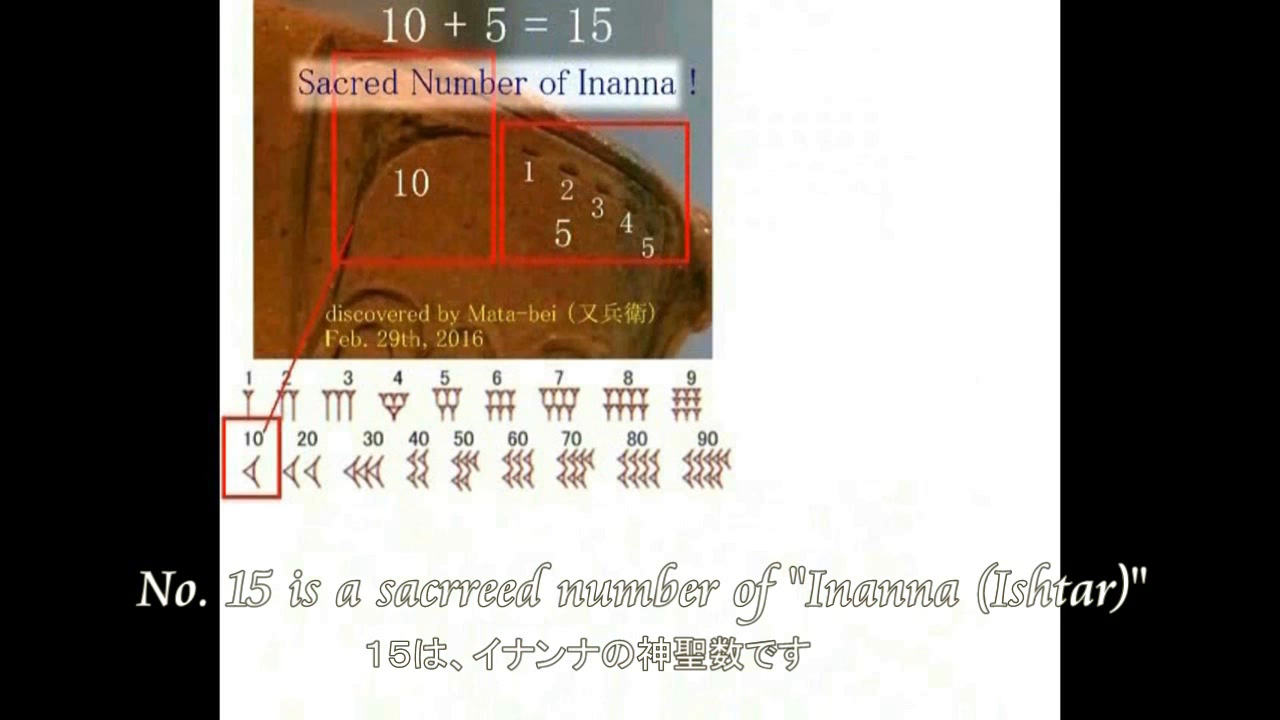 10 + 5 = 15
Sacred Number of Inanna !
10
1
2
3
4
5
5
discovered by Mata-bei (又兵衛)
Feb. 29th, 2016
1 2 3 4 5 6 7 8 9
10 20 30 40 50 60 70 80 90
No. 15 is a sacrreed number of "Inanna (Ishtar)"
１５は、イナンナの神聖数です